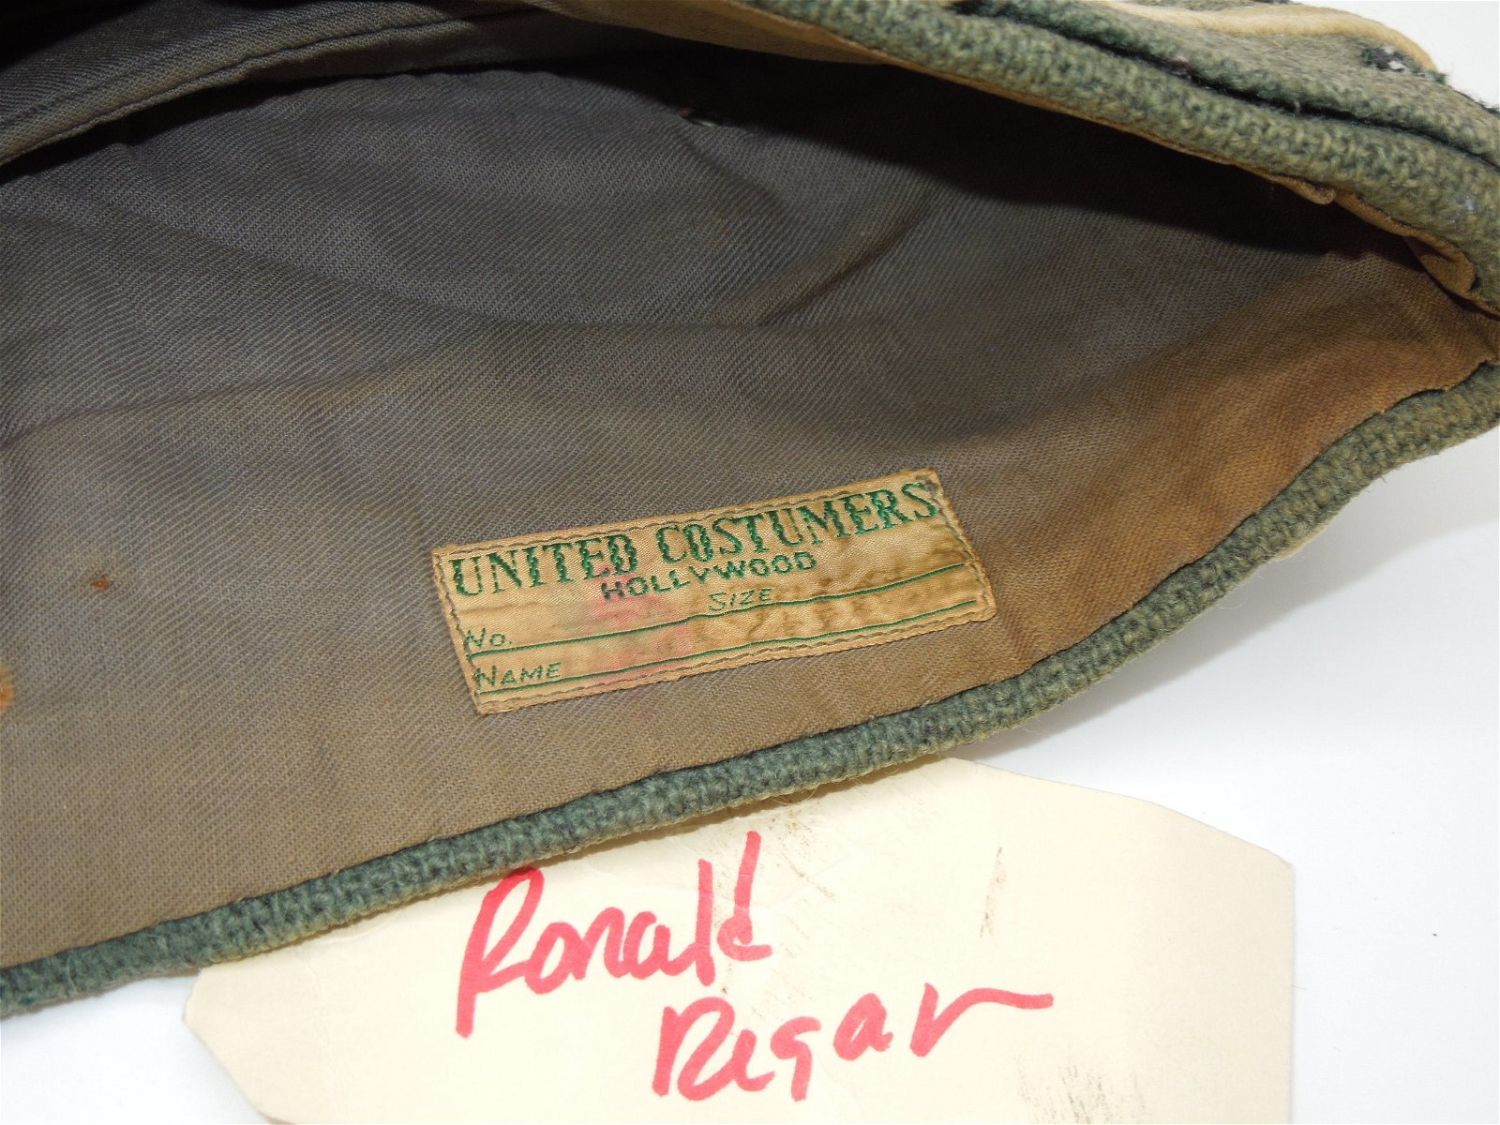 UNITED COSTUMERS
HOLLYWOOD
SIZE
No.
NAME
Ronald
Regan